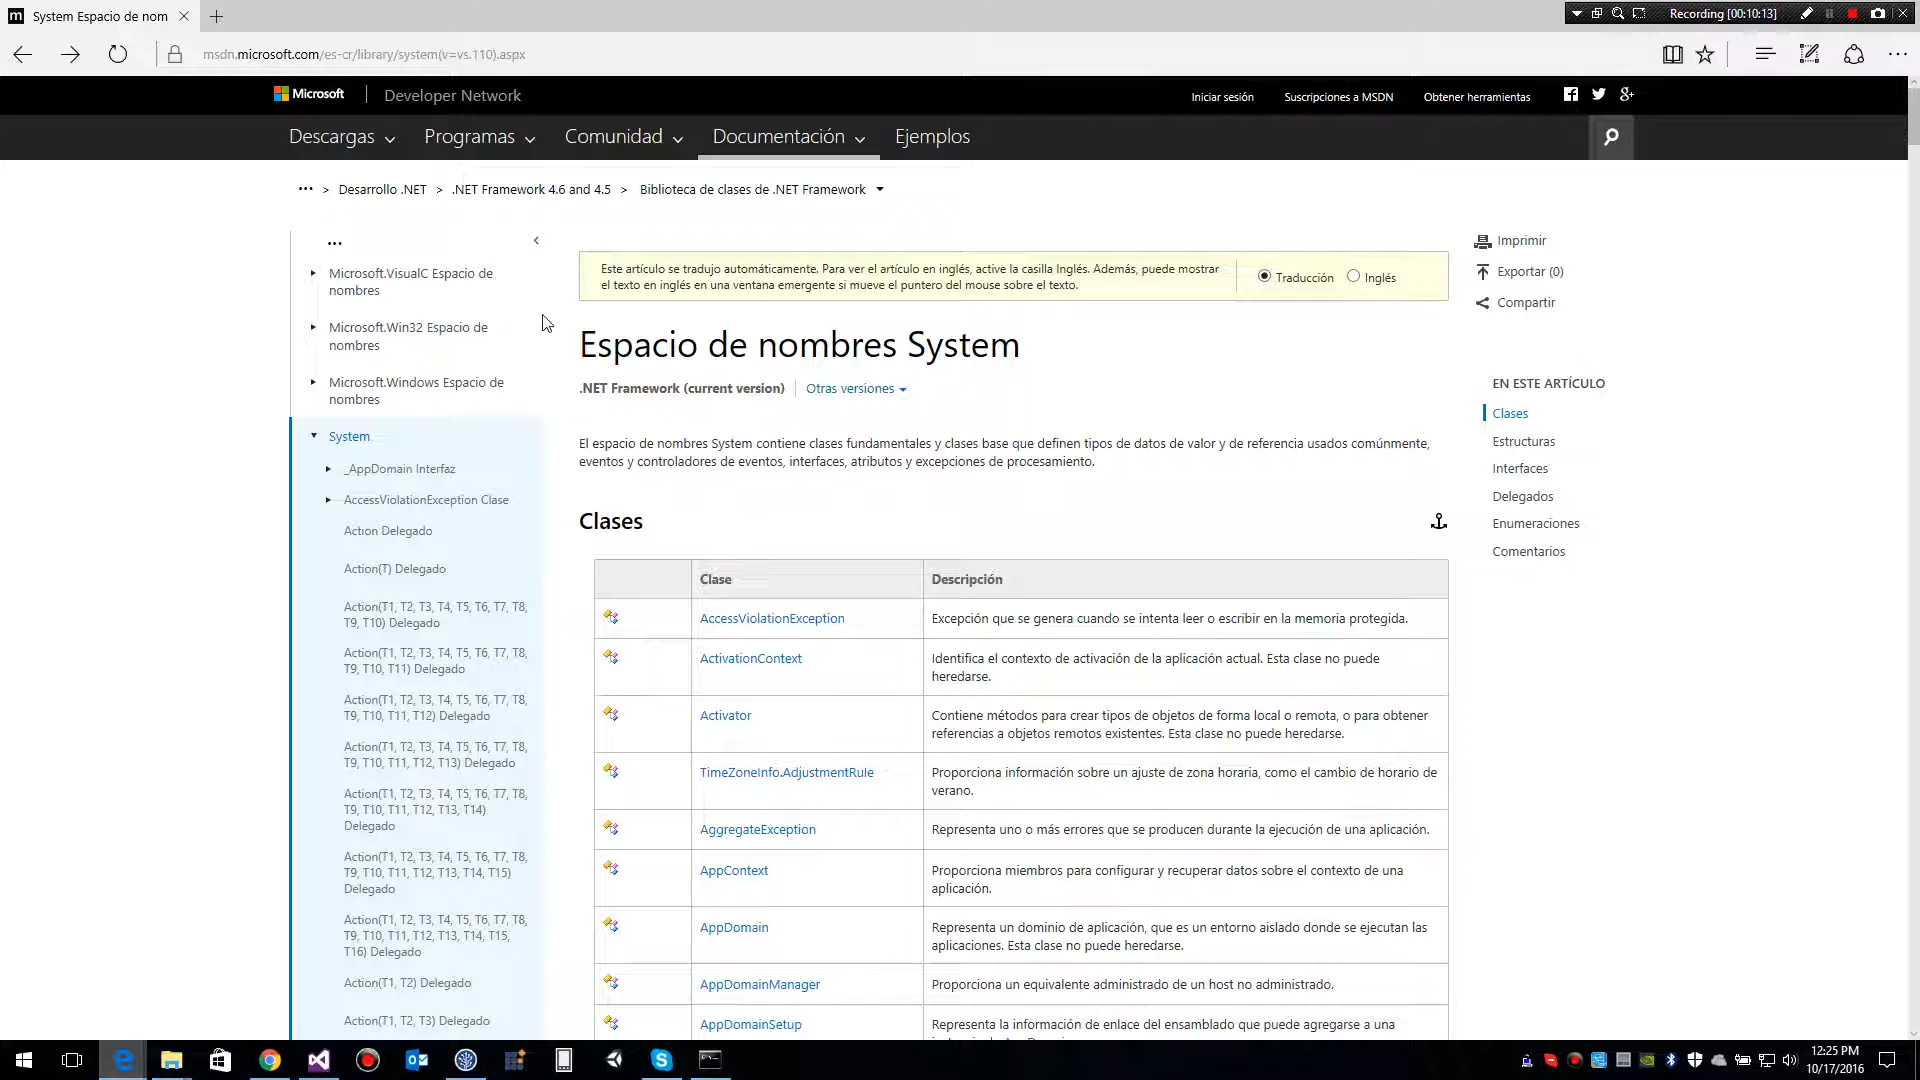 System Espacio de nom
Recording [00:10:13]
msdn.microsoft.com/es-cr/library/system(v=vs.110).aspx
Microsoft
Developer Network
Iniciar sesión
Suscripciones a MSDN
Obtener herramientas
Descargas
Programas
Comunidad
Documentación
Ejemplos
••• > Desarrollo .NET > .NET Framework 4.6 and 4.5 > Biblioteca de clases de .NET Framework
•••
Microsoft.VisualC Espacio de
nombres
Microsoft.Win32 Espacio de
nombres
Microsoft.Windows Espacio de
nombres
System
_AppDomain Interfaz
AccessViolationException Clase
Action Delegado
Action(T) Delegado
Action(T1, T2, T3, T4, T5, T6, T7, T8,
T9, T10) Delegado
Action(T1, T2, T3, T4, T5, T6, T7, T8,
T9, T10, T11) Delegado
Action(T1, T2, T3, T4, T5, T6, T7, T8,
T9, T10, T11, T12) Delegado
Action(T1, T2, T3, T4, T5, T6, T7, T8,
T9, T10, T11, T12, T13) Delegado
Action(T1, T2, T3, T4, T5, T6, T7, T8,
T9, T10, T11, T12, T13, T14)
Delegado
Action(T1, T2, T3, T4, T5, T6, T7, T8,
T9, T10, T11, T12, T13, T14, T15)
Delegado
Action(T1, T2, T3, T4, T5, T6, T7, T8,
T9, T10, T11, T12, T13, T14, T15,
T16) Delegado
Action(T1, T2) Delegado
Action(T1, T2, T3) Delegado
Este artículo se tradujo automáticamente. Para ver el artículo en inglés, active la casilla Inglés. Además, puede mostrar
el texto en inglés en una ventana emergente si mueve el puntero del mouse sobre el texto.
Traducción
Inglés
Espacio de nombres System
.NET Framework (current version)
Otras versiones
El espacio de nombres System contiene clases fundamentales y clases base que definen tipos de datos de valor y de referencia usados comúnmente,
eventos y controladores de eventos, interfaces, atributos y excepciones de procesamiento.
Clases
Clase
Descripción
AccessViolationException
Excepción que se genera cuando se intenta leer o escribir en la memoria protegida.
ActivationContext
Identifica el contexto de activación de la aplicación actual. Esta clase no puede
heredarse.
Activator
Contiene métodos para crear tipos de objetos de forma local o remota, o para obtener
referencias a objetos remotos existentes. Esta clase no puede heredarse.
TimeZoneInfo.AdjustmentRule
Proporciona información sobre un ajuste de zona horaria, como el cambio de horario de
verano.
AggregateException
Representa uno o más errores que se producen durante la ejecución de una aplicación.
AppContext
Proporciona miembros para configurar y recuperar datos sobre el contexto de una
aplicación.
AppDomain
Representa un dominio de aplicación, que es un entorno aislado donde se ejecutan las
aplicaciones. Esta clase no puede heredarse.
AppDomainManager
Proporciona un equivalente administrado de un host no administrado.
AppDomainSetup
Representa la información de enlace del ensamblado que puede agregarse a una
Imprimir
Exportar (0)
Compartir
EN ESTE ARTÍCULO
Clases
Estructuras
Interfaces
Delegados
Enumeraciones
Comentarios
12:25 PM
10/17/2016